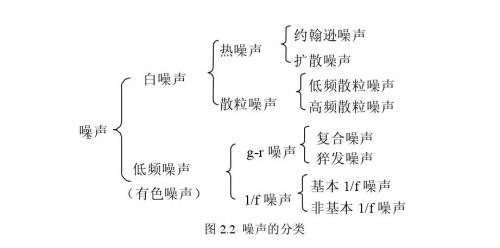 约翰逊噪声
热噪声
扩散噪声
白噪声
低频散粒噪声
散粒噪声
高频散粒噪声
噪声
复合噪声
g-r 噪声
猝发噪声
低频噪声
（有色噪声）
基本 1/f 噪声
1/f 噪声
非基本 1/f 噪声
图 2.2 噪声的分类